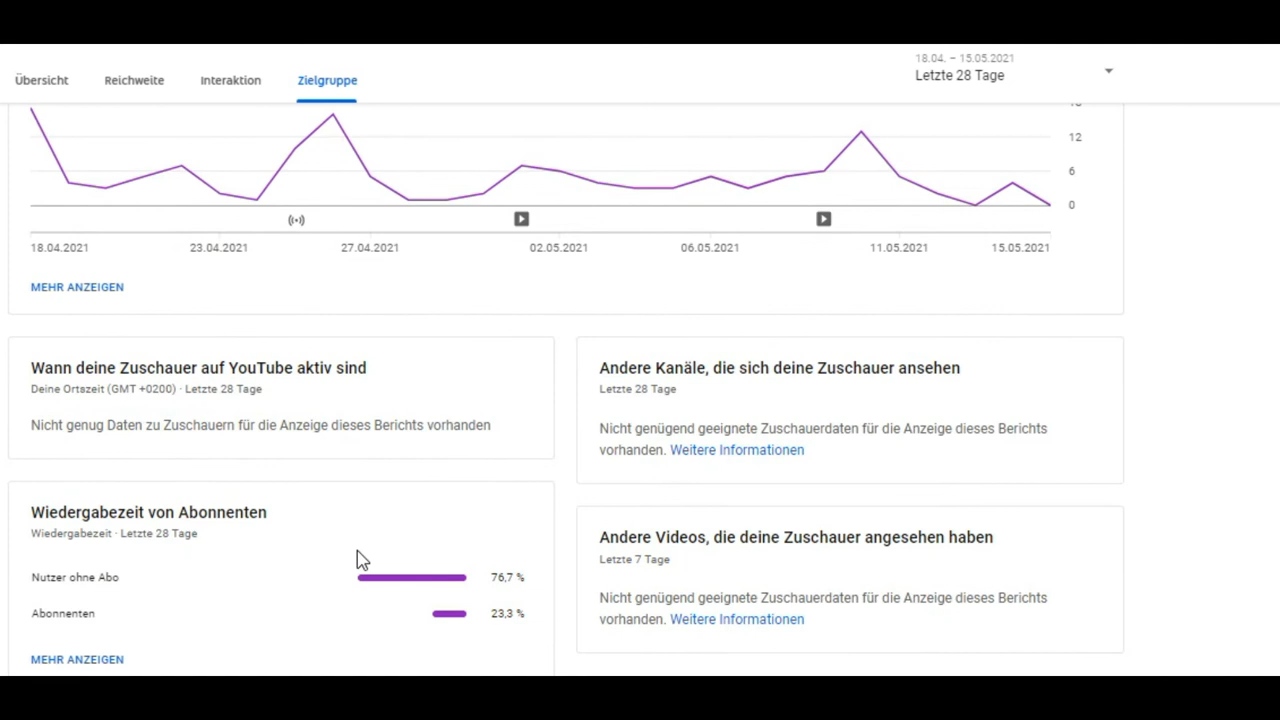 18.04. – 15.05.2021
Übersicht Reichweite Interaktion Zielgruppe Letzte 28 Tage
12
6
0
18.04.2021 23.04.2021 27.04.2021 02.05.2021 06.05.2021 11.05.2021 15.05.2021
MEHR ANZEIGEN
Wann deine Zuschauer auf YouTube aktiv sind
Deine Ortszeit (GMT +0200) · Letzte 28 Tage
Nicht genug Daten zu Zuschauern für die Anzeige dieses Berichts vorhanden
Andere Kanäle, die sich deine Zuschauer ansehen
Letzte 28 Tage
Nicht genügend geeignete Zuschauerdaten für die Anzeige dieses Berichts
vorhanden. Weitere Informationen
Wiedergabezeit von Abonnenten
Wiedergabezeit · Letzte 28 Tage
Nutzer ohne Abo 76,7 %
Abonnenten 23,3 %
MEHR ANZEIGEN
Andere Videos, die deine Zuschauer angesehen haben
Letzte 7 Tage
Nicht genügend geeignete Zuschauerdaten für die Anzeige dieses Berichts
vorhanden. Weitere Informationen